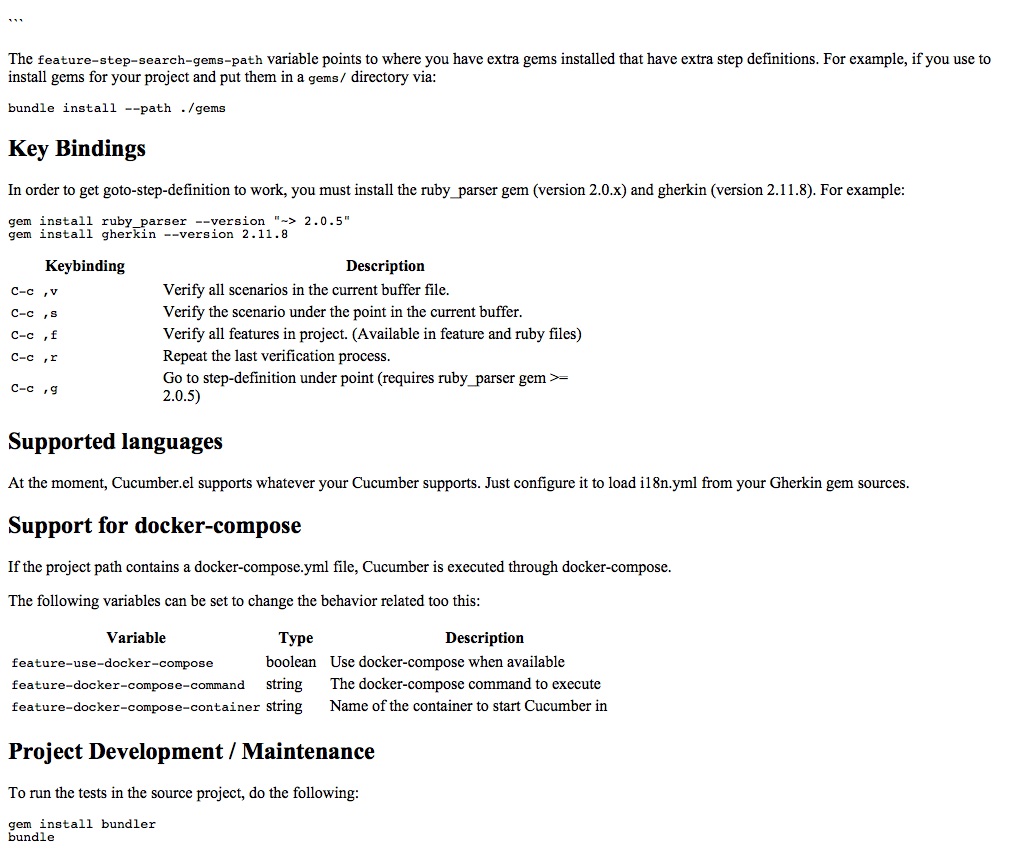 ```
The feature-step-search-gems-path variable points to where you have extra gems installed that have extra step definitions. For example, if you use to
install gems for your project and put them in a gems/ directory via:
bundle install --path ./gems
Key Bindings
In order to get goto-step-definition to work, you must install the ruby_parser gem (version 2.0.x) and gherkin (version 2.11.8). For example:
gem install ruby_parser --version "~> 2.0.5"
gem install gherkin --version 2.11.8
Keybinding Description
C-c ,v Verify all scenarios in the current buffer file.
C-c ,s Verify the scenario under the point in the current buffer.
C-c ,f Verify all features in project. (Available in feature and ruby files)
C-c ,r Repeat the last verification process.
C-c ,g Go to step-definition under point (requires ruby_parser gem >=
2.0.5)
Supported languages
At the moment, Cucumber.el supports whatever your Cucumber supports. Just configure it to load i18n.yml from your Gherkin gem sources.
Support for docker-compose
If the project path contains a docker-compose.yml file, Cucumber is executed through docker-compose.
The following variables can be set to change the behavior related too this:
Variable Type Description
feature-use-docker-compose boolean Use docker-compose when available
feature-docker-compose-command string The docker-compose command to execute
feature-docker-compose-container string Name of the container to start Cucumber in
Project Development / Maintenance
To run the tests in the source project, do the following:
gem install bundler
bundle